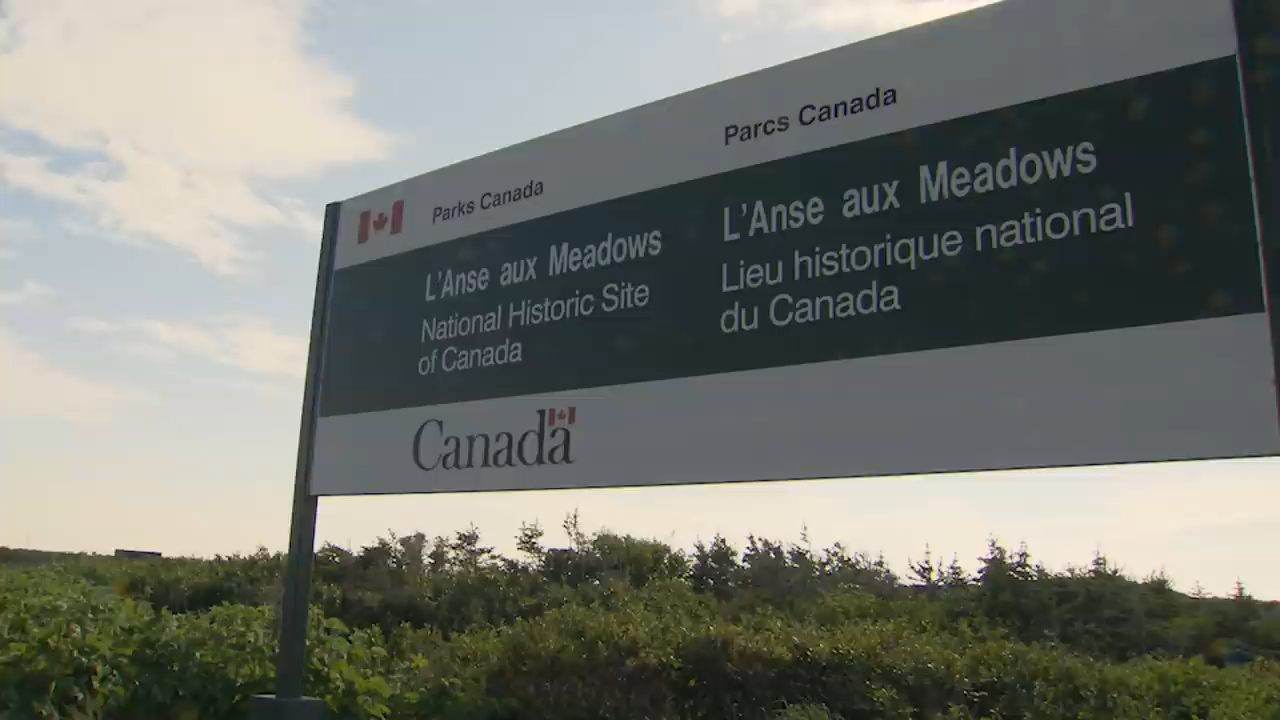 Parks Canada
L'Anse aux Meadows
National Historic Site
of Canada
Parcs Canada
L'Anse aux Meadows
Lieu historique national
du Canada
Canada